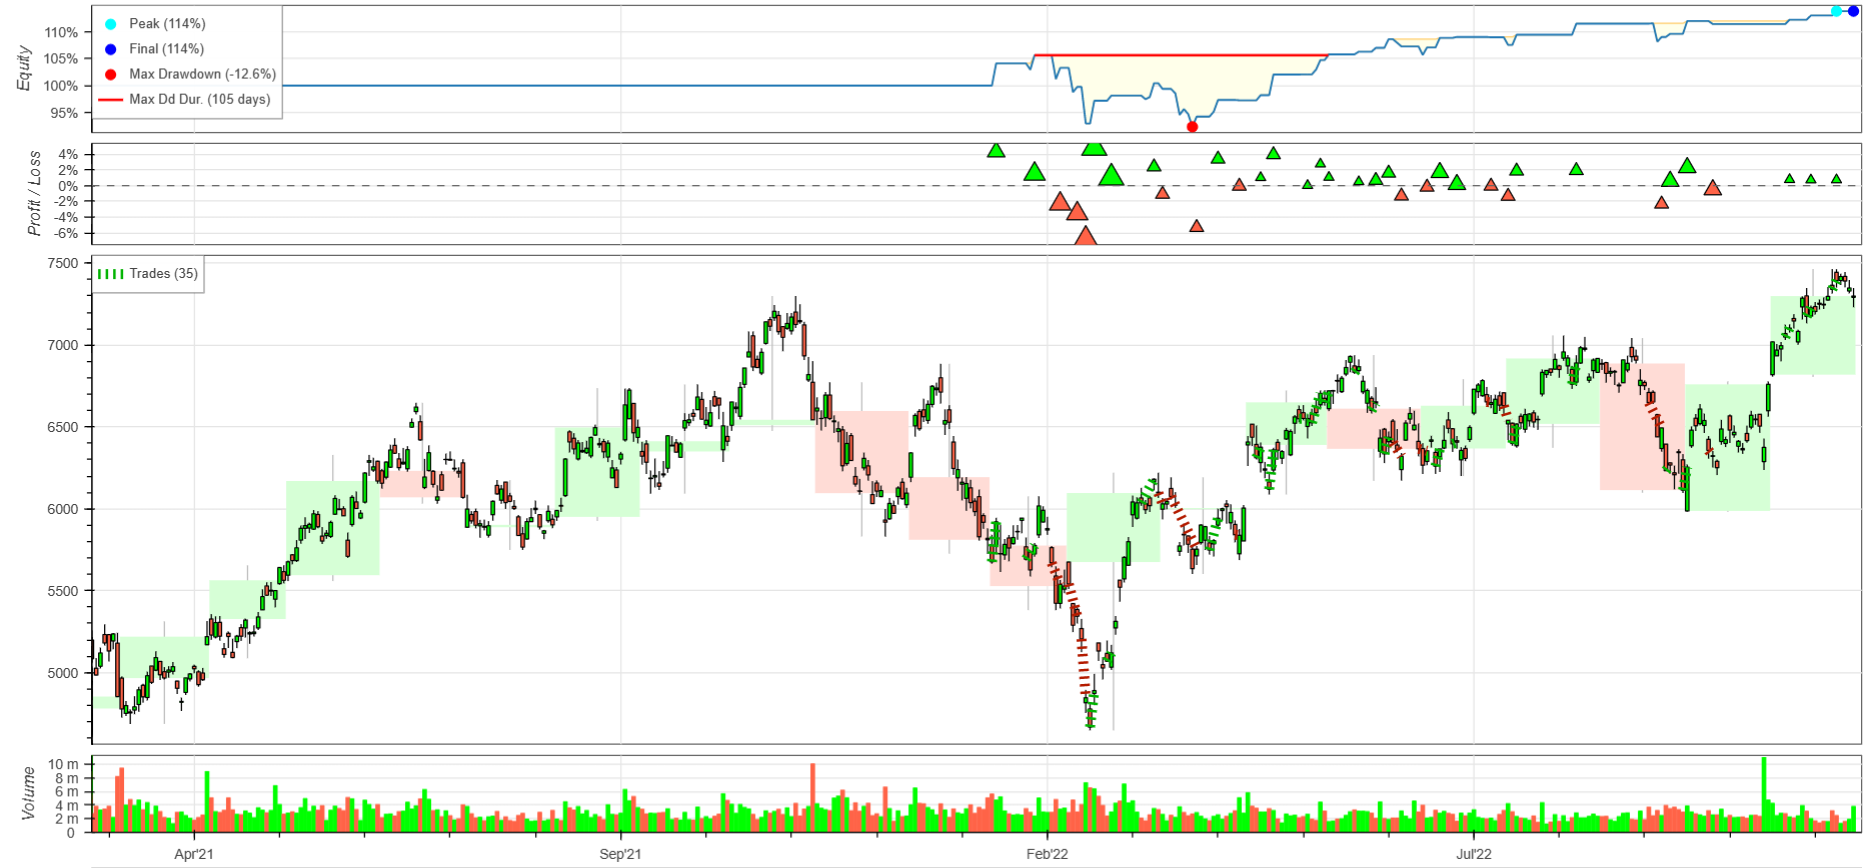 Peak (114%)
Final (114%)
Max Drawdown (-12.6%)
Max Dd Dur. (105 days)
Equity
110%
105%
100%
95%
Profit / Loss
4%
2%
0%
-2%
-4%
-6%
Trades (35)
7500
7000
6500
6000
5500
5000
Volume
10 m
8 m
6 m
4 m
2 m
0
Apr'21
Sep'21
Feb'22
Jul'22